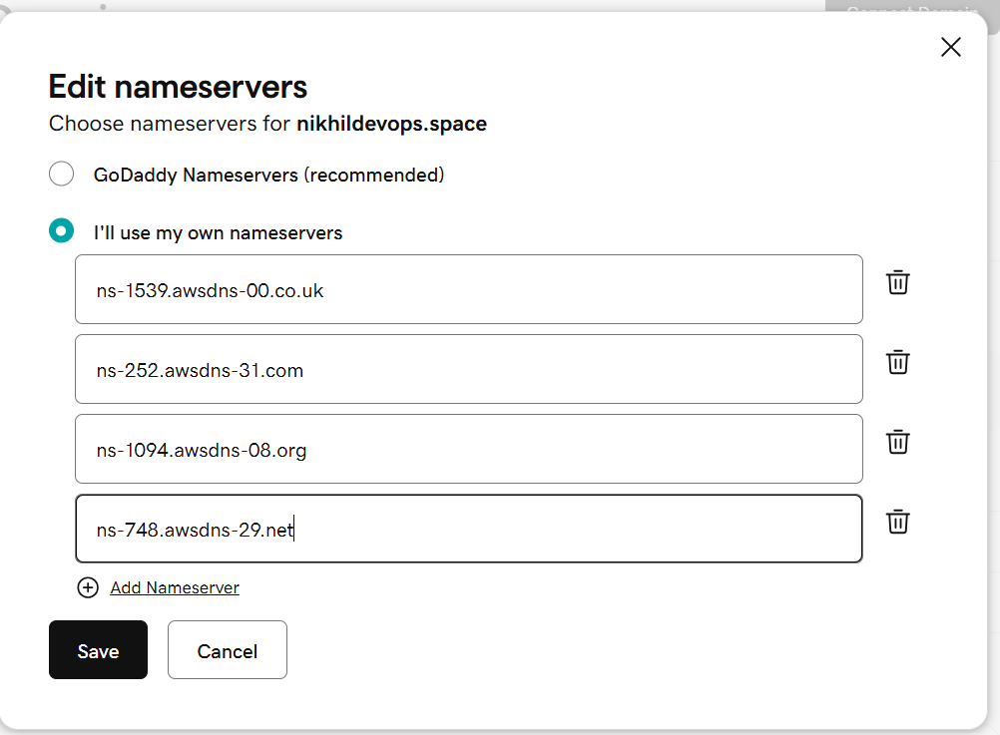 Edit nameservers
Choose nameservers for nikhildevops.space
GoDaddy Nameservers (recommended)
I'll use my own nameservers
ns-1539.awsdns-00.co.uk
ns-252.awsdns-31.com
ns-1094.awsdns-08.org
ns-748.awsdns-29.net
Add Nameserver
Save Cancel